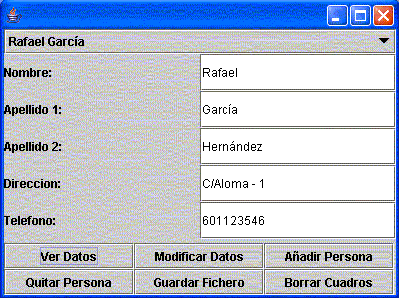 Rafael García
Nombre: Rafael
Apellido 1: García
Apellido 2: Hernández
Direccion: C/Aloma - 1
Telefono: 601123546
Ver Datos Modificar Datos Añadir Persona
Quitar Persona Guardar Fichero Borrar Cuadros